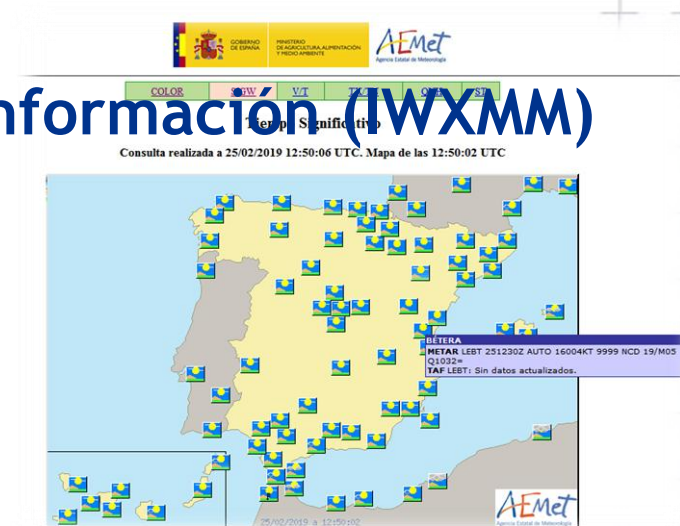 GOBIERNO
DE ESPAÑA
MINISTERIO
DE AGRICULTURA, ALIMENTACIÓN
Y MEDIO AMBIENTE
AEMet
Agencia Estatal de Meteorología
COLOR
SIGW
V/T
nformación (IWXMM)
Tiempo Significativo
Consulta realizada a 25/02/2019 12:50:06 UTC. Mapa de las 12:50:02 UTC
BÉTERA
METAR LEBT 251230Z AUTO 16004KT 9999 NCD 19/M05
Q1032=
TAF LEBT: Sin datos actualizados.
AEMet
Agencia Estatal de Meteorología
25/02/2019 a 12:50:02